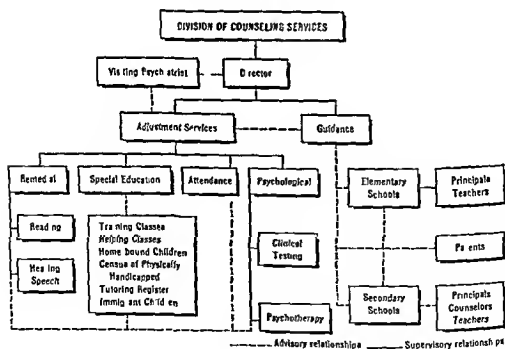 DIVISION OF COUNSELING SERVICES
Visiting Psychiatrist
Director
Adjustment Services
Guidance
Remedial
Special Education
Attendance
Psychological
Elementary
Schools
Principals
Teachers
Reading
Hearing
Speech
Training Classes
Helping Classes
Home bound Children
Census of Physically
Handicapped
Tutoring Register
Immigrant Children
Clinical
Testing
Parents
Psychotherapy
Secondary
Schools
Principals
Counselors
Teachers
Advisory relationships
Supervisory relationships